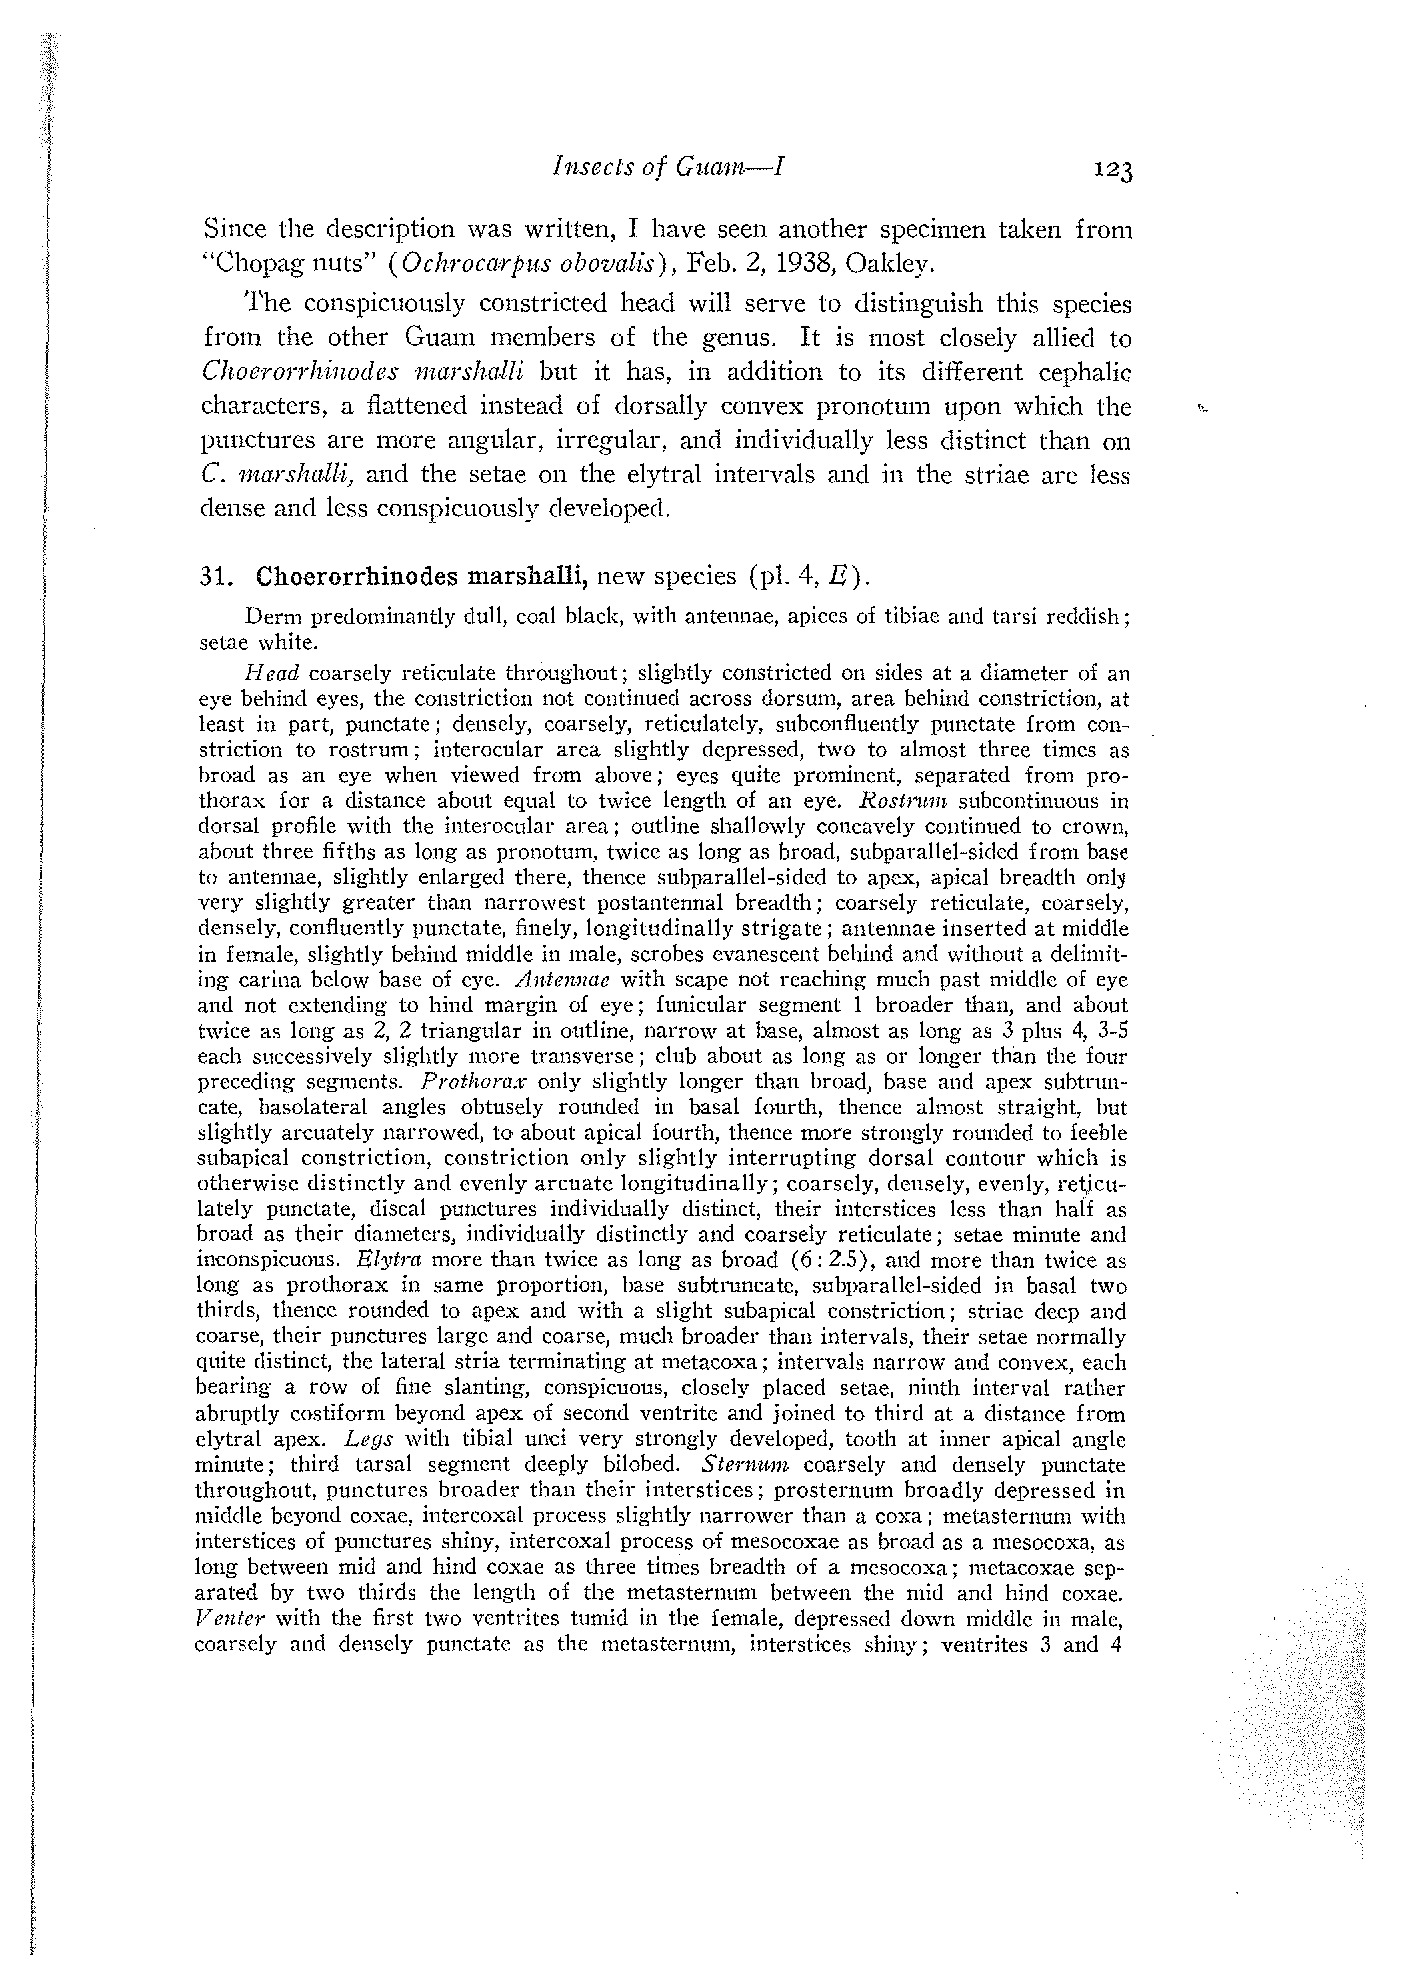 Insects of Guam—I 123
Since the description was written, I have seen another specimen taken from
"Chopag nuts" (Ochrocarpus obovalis), Feb. 2, 1938, Oakley.
The conspicuously constricted head will serve to distinguish this species
from the other Guam members of the genus. It is most closely allied to
Choerorrhinodes marshalli but it has, in addition to its different cephalic
characters, a flattened instead of dorsally convex pronotum upon which the
punctures are more angular, irregular, and individually less distinct than on
C. marshalli, and the setae on the elytral intervals and in the striae are less
dense and less conspicuously developed.
31. Choerorrhinodes marshalli, new species (pl. 4, E).
Derm predominantly dull, coal black, with antennae, apices of tibiae and tarsi reddish;
setae white.
Head coarsely reticulate throughout; slightly constricted on sides at a diameter of an
eye behind eyes, the constriction not continued across dorsum, area behind constriction, at
least in part, punctate; densely, coarsely, reticulately, subconfluently punctate from con-
striction to rostrum; interocular area slightly depressed, two to almost three times as
broad as an eye when viewed from above; eyes quite prominent, separated from pro-
thorax for a distance about equal to twice length of an eye. Rostrum subcontinuous in
dorsal profile with the interocular area; outline shallowly concavely continued to crown,
about three fifths as long as pronotum, twice as long as broad, subparallel-sided from base
to antennae, slightly enlarged there, thence subparallel-sided to apex, apical breadth only
very slightly greater than narrowest postantennal breadth; coarsely reticulate, coarsely,
densely, confluently punctate, finely, longitudinally strigate; antennae inserted at middle
in female, slightly behind middle in male, scrobes evanescent behind and without a delimit-
ing carina below base of eye. Antennae with scape not reaching much past middle of eye
and not extending to hind margin of eye; funicular segment 1 broader than, and about
twice as long as 2, 2 triangular in outline, narrow at base, almost as long as 3 plus 4, 3-5
each successively slightly more transverse; club about as long as or longer than the four
preceding segments. Prothorax only slightly longer than broad, base and apex subtrun-
cate, basolateral angles obtusely rounded in basal fourth, thence almost straight, but
slightly arcuately narrowed, to about apical fourth, thence more strongly rounded to feeble
subapical constriction, constriction only slightly interrupting dorsal contour which is
otherwise distinctly and evenly arcuate longitudinally; coarsely, densely, evenly, reticu-
lately punctate, discal punctures individually distinct, their interstices less than half as
broad as their diameters, individually distinctly and coarsely reticulate; setae minute and
inconspicuous. Elytra more than twice as long as broad (6:2.5), and more than twice as
long as prothorax in same proportion, base subtruncate, subparallel-sided in basal two
thirds, thence rounded to apex and with a slight subapical constriction; striae deep and
coarse, their punctures large and coarse, much broader than intervals, their setae normally
quite distinct, the lateral stria terminating at metacoxa; intervals narrow and convex, each
bearing a row of fine slanting, conspicuous, closely placed setae, ninth interval rather
abruptly costiform beyond apex of second ventrite and joined to third at a distance from
elytral apex. Legs with tibial unci very strongly developed, tooth at inner apical angle
minute; third tarsal segment deeply bilobed. Sternum coarsely and densely punctate
throughout, punctures broader than their interstices; prosternum broadly depressed in
middle beyond coxae, intercoxal process slightly narrower than a coxa; metasternum with
interstices of punctures shiny, intercoxal process of mesocoxae as broad as a mesocoxa, as
long between mid and hind coxae as three times breadth of a mesocoxa; metacoxae sep-
arated by two thirds the length of the metasternum between the mid and hind coxae.
Venter with the first two ventrites tumid in the female, depressed down middle in male,
coarsely and densely punctate as the metasternum, interstices shiny; ventrites 3 and 4